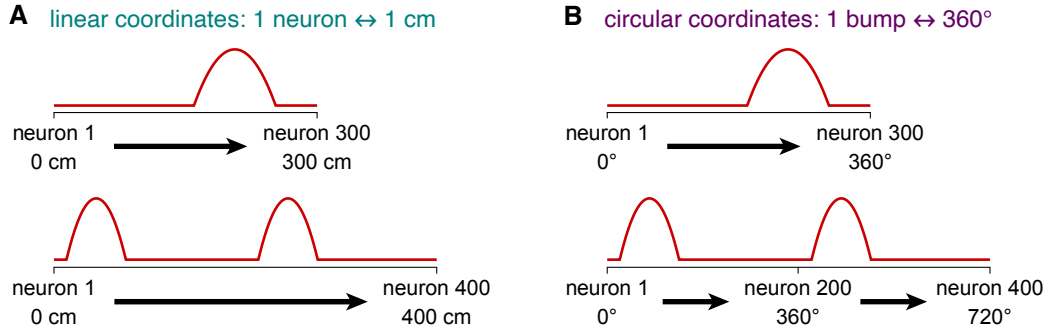 A linear coordinates: 1 neuron ↔ 1 cm
neuron 1 neuron 300
0 cm 300 cm
neuron 1 neuron 400
0 cm 400 cm
B circular coordinates: 1 bump ↔ 360°
neuron 1 neuron 300
0° 360°
neuron 1 neuron 200 neuron 400
0° 360° 720°